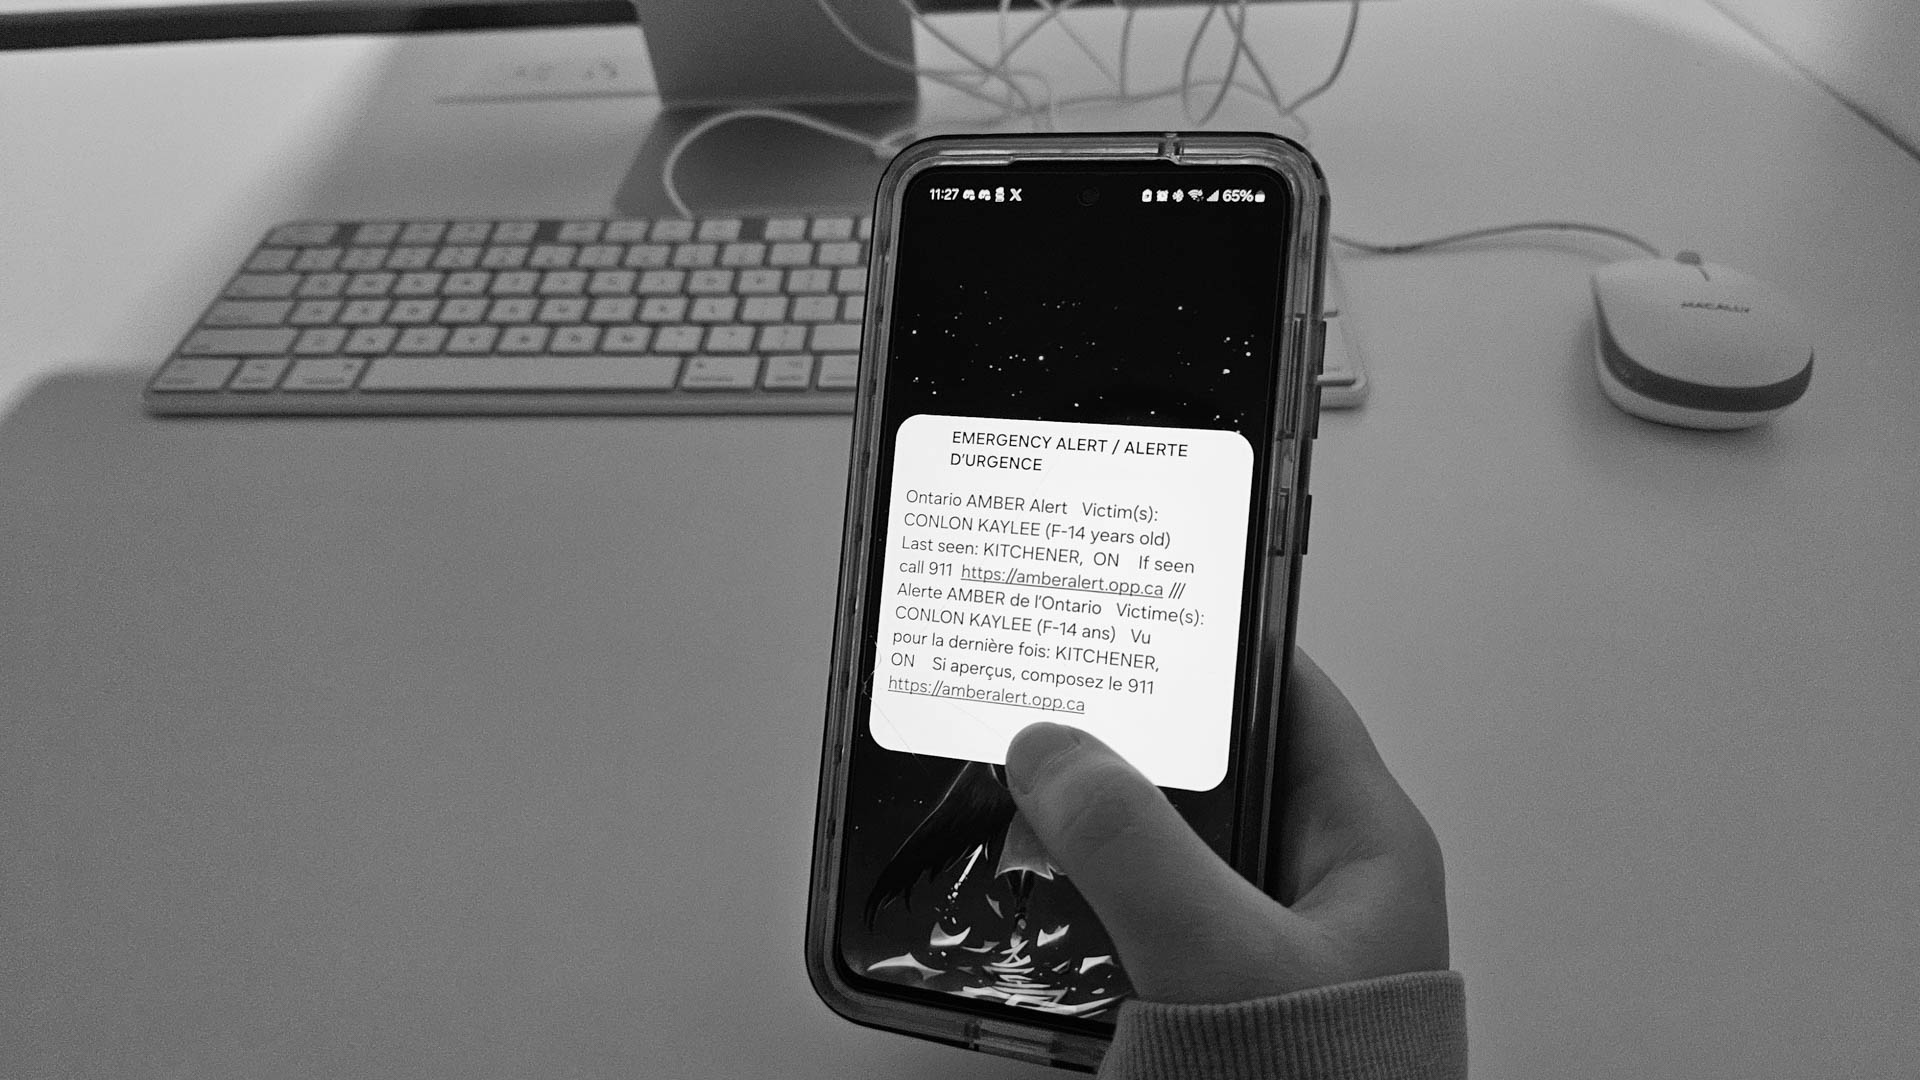 11:27
65%
EMERGENCY ALERT / ALERTE
D'URGENCE
Ontario AMBER Alert Victim(s):
CONLON KAYLEE (F-14 years old)
Last seen: KITCHENER, ON If seen
call 911 https://amberalert.opp.ca ///
Alerte AMBER de l'Ontario Victime(s):
CONLON KAYLEE (F-14 ans) Vu
pour la dernière fois: KITCHENER,
ON Si aperçus, composez le 911
https://amberalert.opp.ca
MACALLY